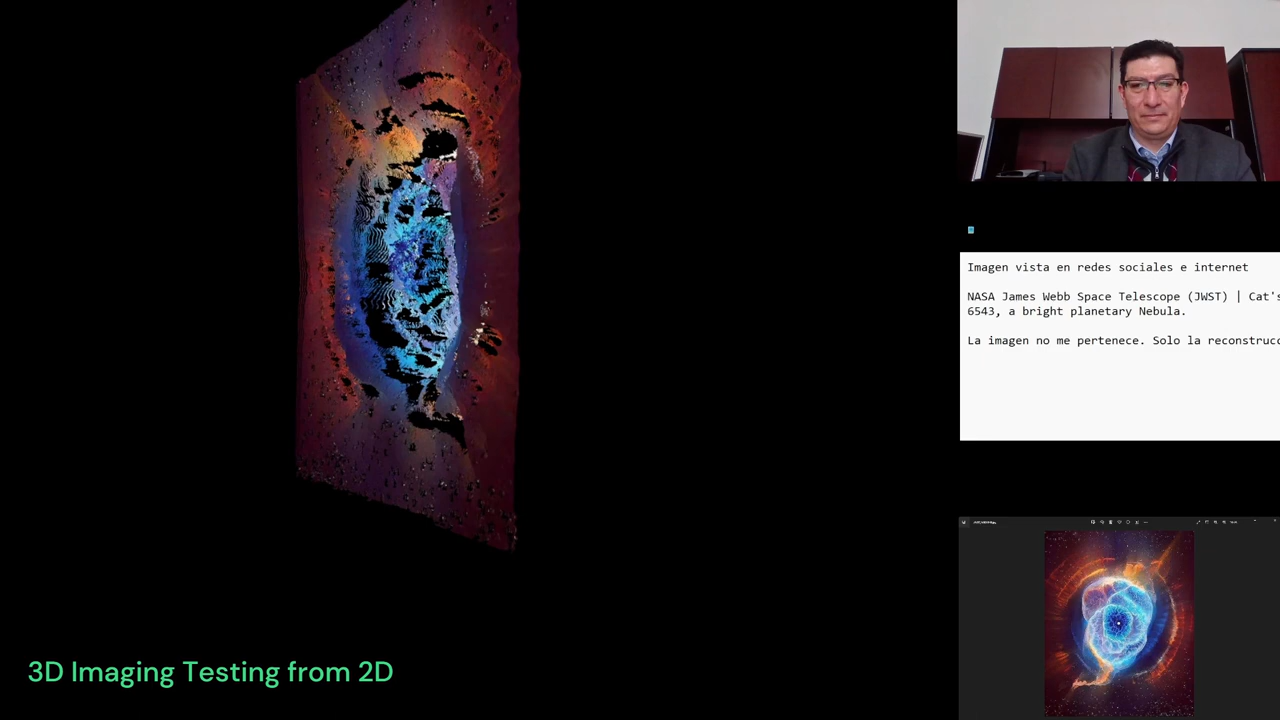 Imagen vista en redes sociales e internet
NASA James Webb Space Telescope (JWST) | Cat's
6543, a bright planetary Nebula.
La imagen no me pertenece. Solo la reconstrucc
3D Imaging Testing from 2D